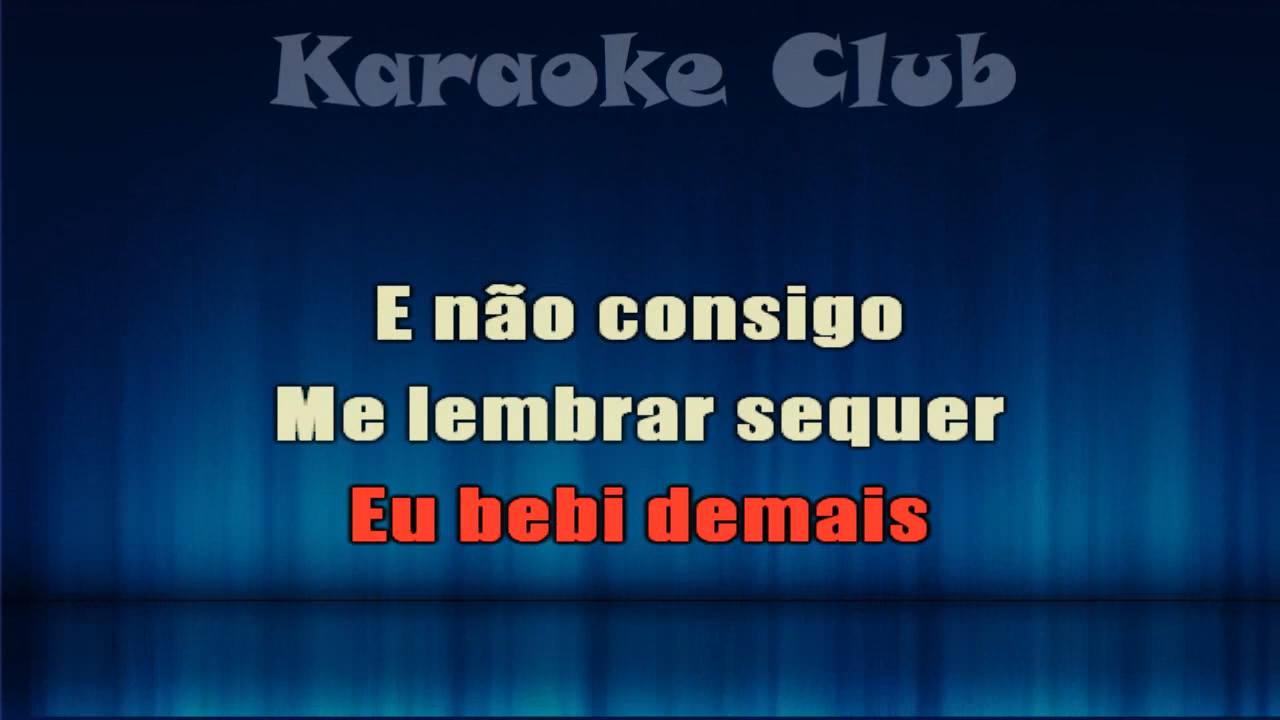 Karaoke Club
E não consigo
Me lembrar sequer
Eu bebi demais